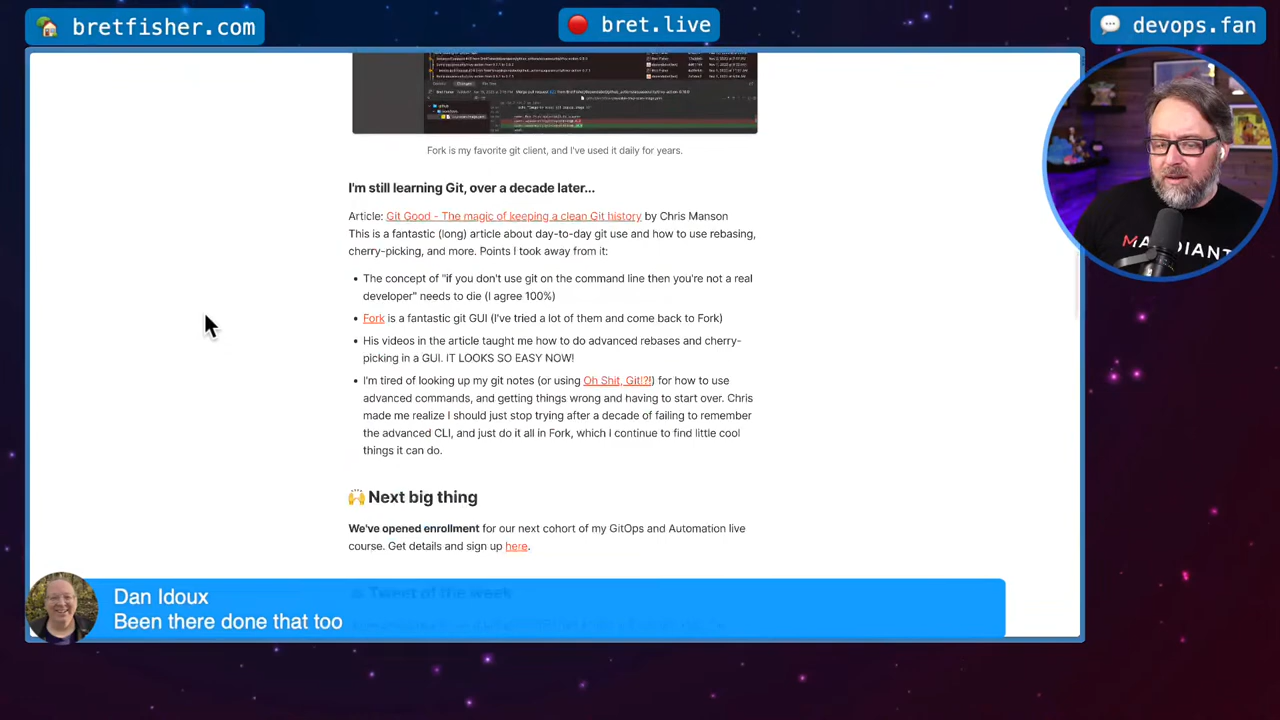 bretfisher.com
bret.live
devops.fan
Fork is my favorite git client, and I've used it daily for years.
I'm still learning Git, over a decade later...
Article: Git Good - The magic of keeping a clean Git history by Chris Manson
This is a fantastic (long) article about day-to-day git use and how to use rebasing,
cherry-picking, and more. Points I took away from it:
• The concept of "if you don't use git on the command line then you're not a real
developer" needs to die (I agree 100%)
• Fork is a fantastic git GUI (I've tried a lot of them and come back to Fork)
• His videos in the article taught me how to do advanced rebases and cherry-
picking in a GUI. IT LOOKS SO EASY NOW!
• I'm tired of looking up my git notes (or using Oh Shit, Git!?!) for how to use
advanced commands, and getting things wrong and having to start over. Chris
made me realize I should just stop trying after a decade of failing to remember
the advanced CLI, and just do it all in Fork, which I continue to find little cool
things it can do.
🙌 Next big thing
We've opened enrollment for our next cohort of my GitOps and Automation live
course. Get details and sign up here.
Tweet of the week
Dan Idoux
Been there done that too